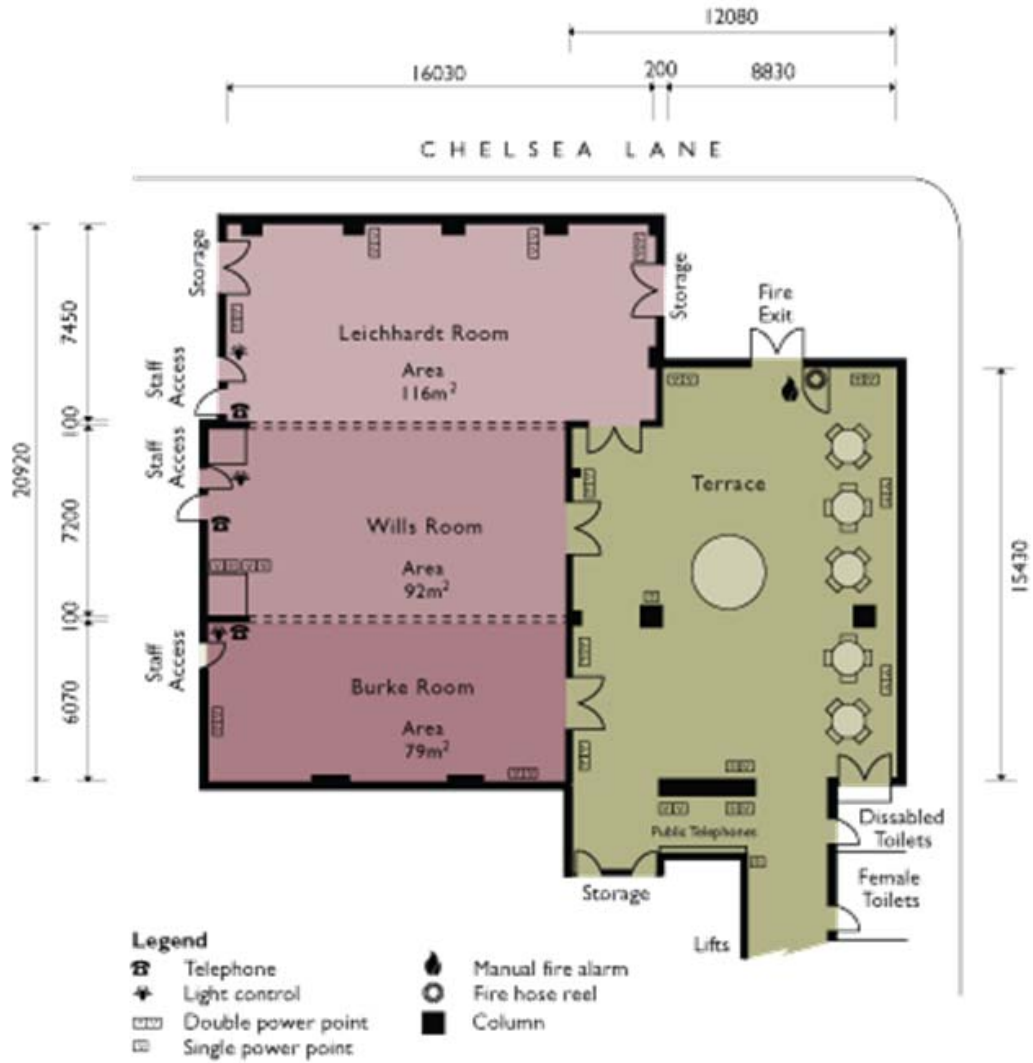 12080
16030
200
8830
CHELSEA LANE
Storage
Storage
Fire
Exit
7450
Leichhardt Room
Area
116m²
Staff
Access
100
20920
Staff
Access
Terrace
7200
Wills Room
Area
92m²
15430
100
Staff
Access
6070
Burke Room
Area
79m²
Public Telephones
Dissabled
Toilets
Storage
Female
Toilets
Lifts
Legend
Telephone
Light control
Double power point
Single power point
Manual fire alarm
Fire hose reel
Column